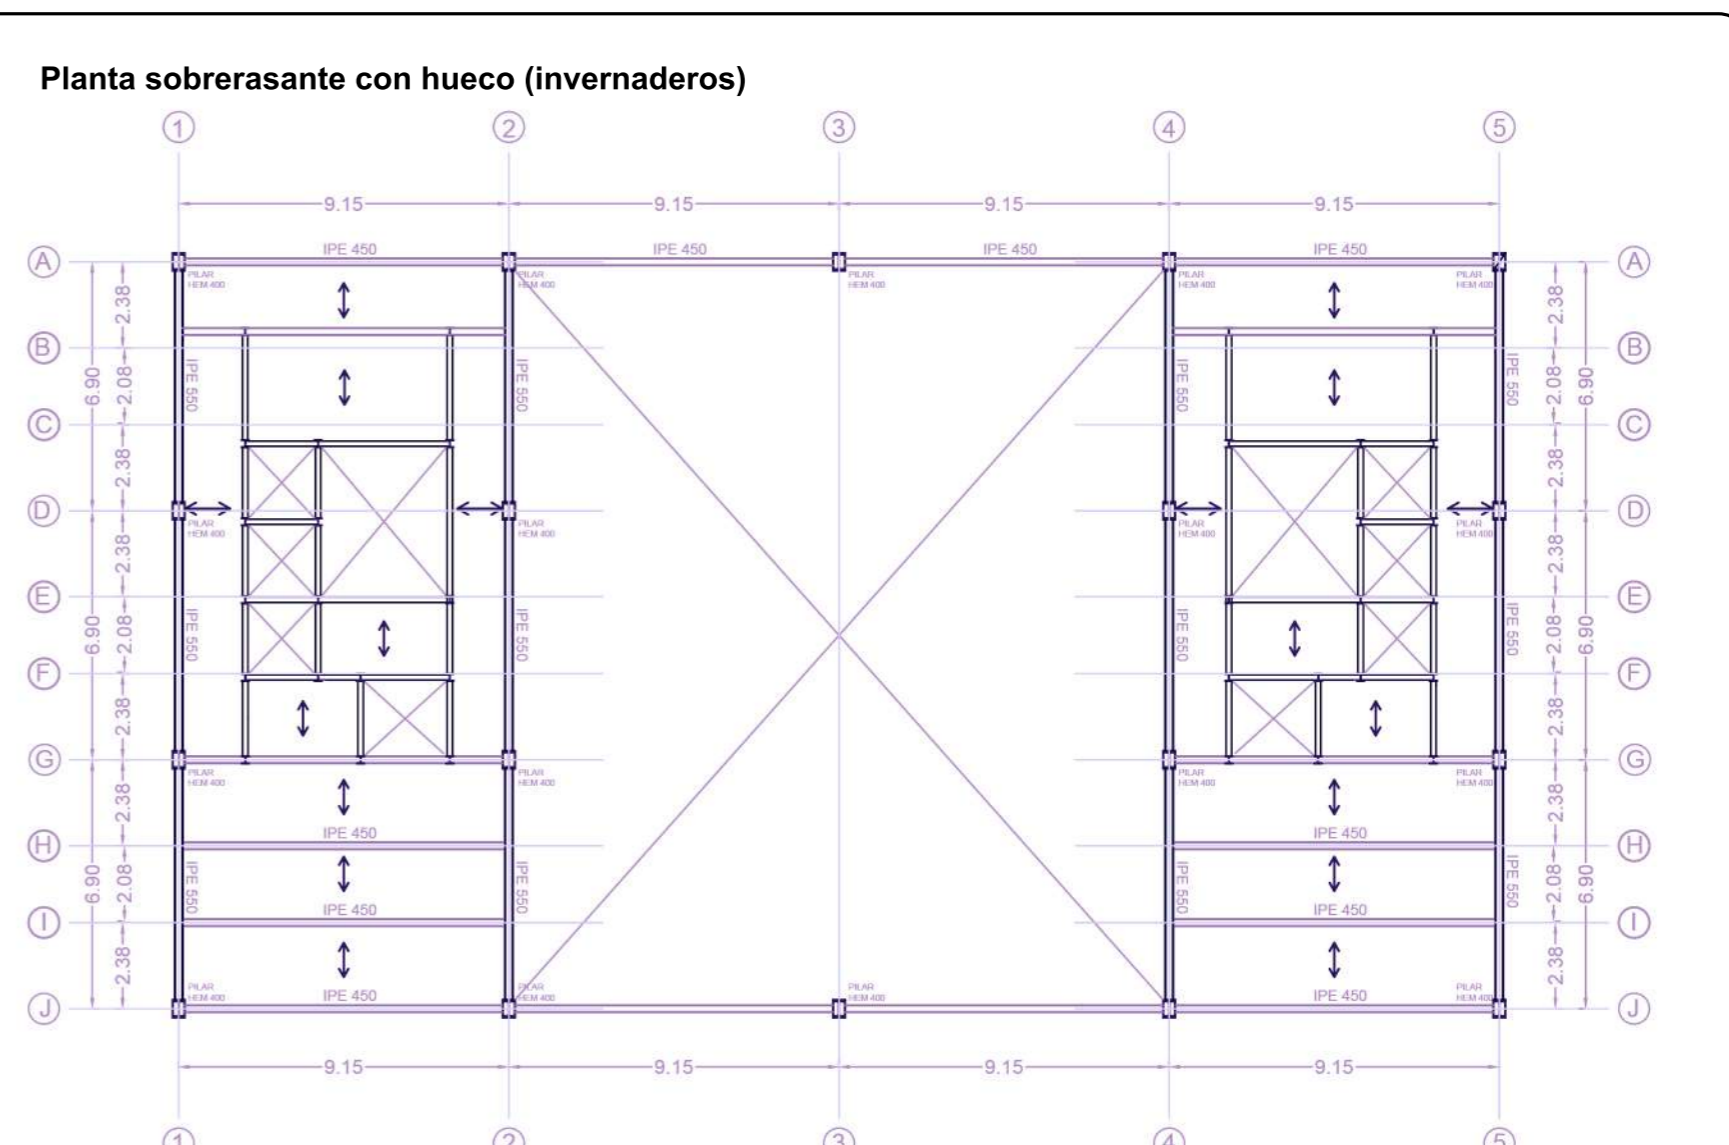 Planta sobrerasante con hueco (invernaderos)
1 2 3 4 5
9.15 9.15 9.15 9.15
IPE 450 IPE 450 IPE 450 IPE 450
A A
PILAR HEM 400
PILAR HEM 400
PILAR HEM 400
PILAR HEM 400
PILAR HEM 400
2.38 2.38
B B
6.90 2.08 IPE 550 IPE 550 IPE 550 IPE 550 2.08 6.90
C C
2.38 2.38
D D
PILAR HEM 400
PILAR HEM 400
PILAR HEM 400
PILAR HEM 400
2.38 2.38
E E
6.90 2.08 IPE 550 IPE 550 IPE 550 IPE 550 2.08 6.90
F F
2.38 2.38
G G
PILAR HEM 400
PILAR HEM 400
PILAR HEM 400
PILAR HEM 400
2.38 2.38
IPE 450 IPE 450
H H
6.90 2.08 IPE 550 IPE 550 IPE 550 IPE 550 2.08 6.90
IPE 450 IPE 450
I I
2.38 2.38
PILAR HEM 400
PILAR HEM 400
PILAR HEM 400
PILAR HEM 400
IPE 450 IPE 450
J J
9.15 9.15 9.15 9.15
1 2 3 4 5